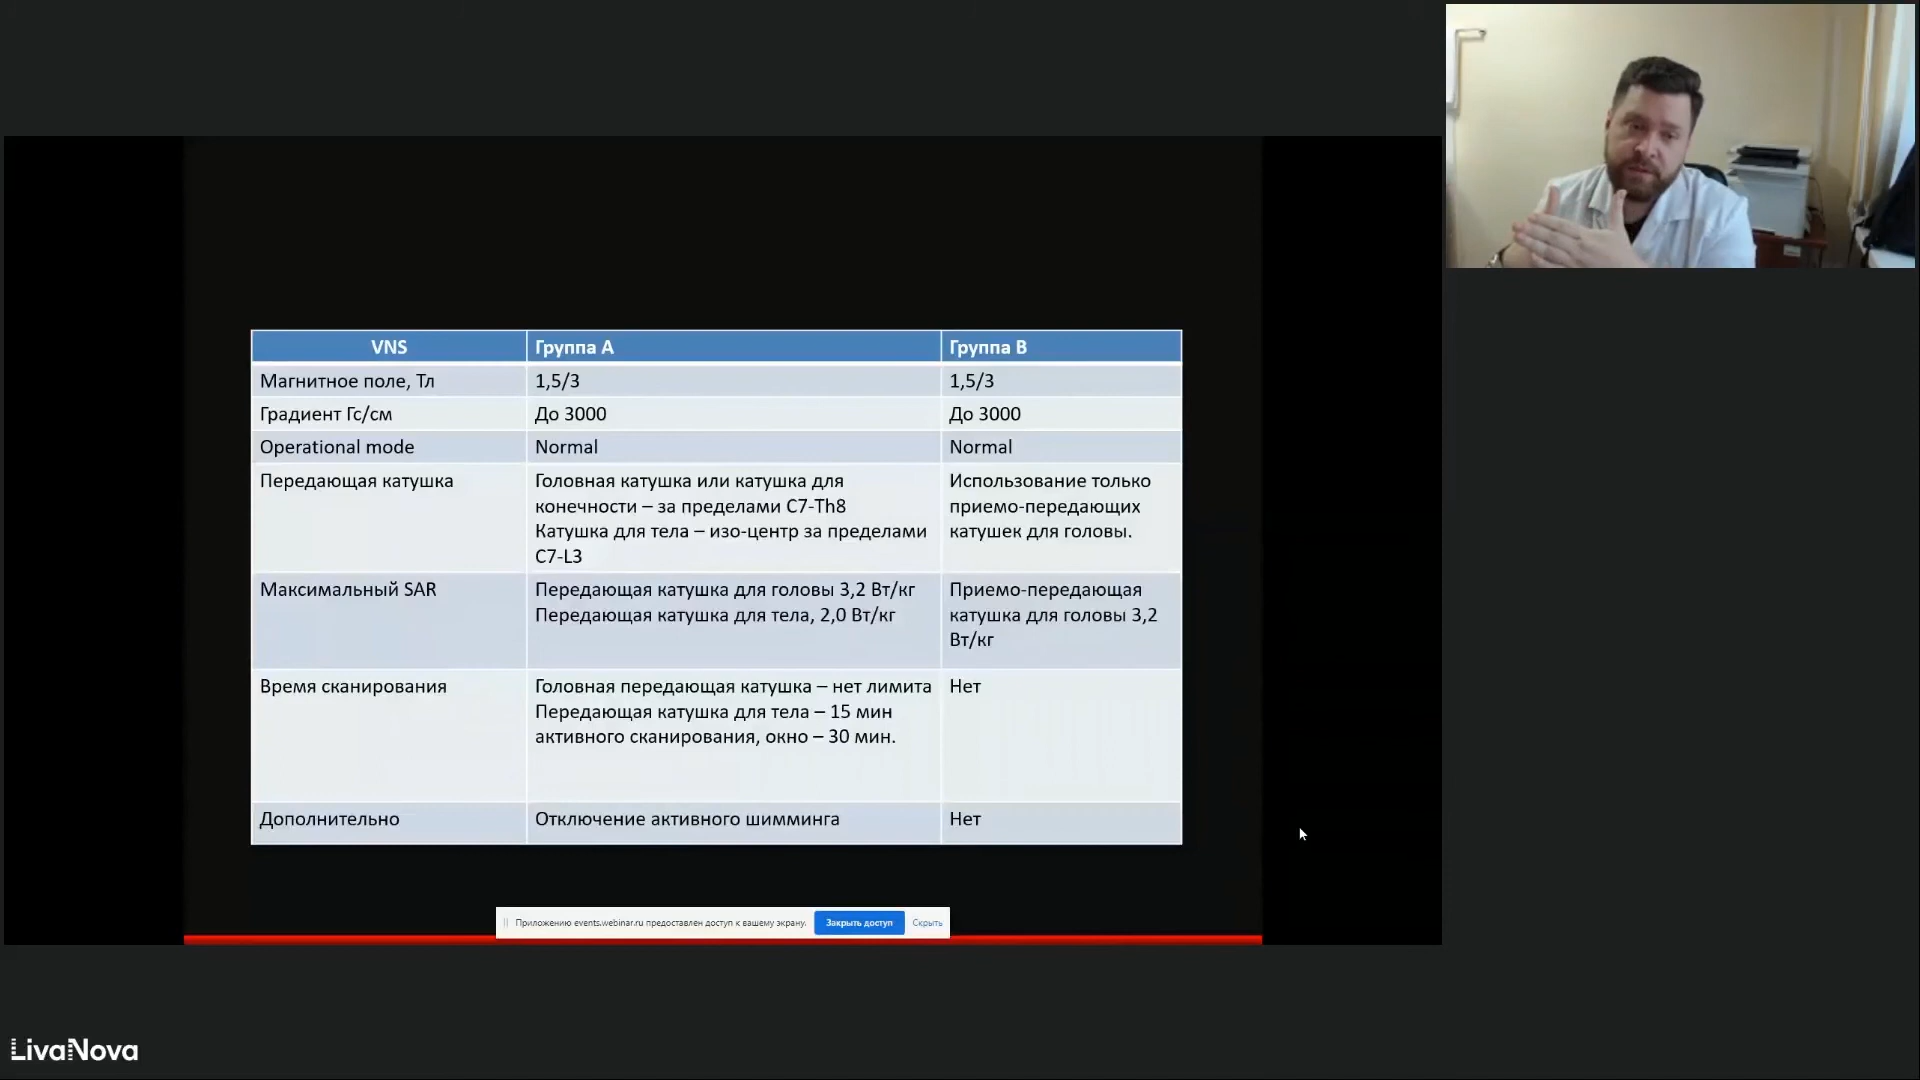 VNS
Группа А
Группа В
Магнитное поле, Тл
1,5/3
1,5/3
Градиент Гс/см
До 3000
До 3000
Operational mode
Normal
Normal
Передающая катушка
Головная катушка или катушка для
конечности – за пределами C7-Th8
Катушка для тела – изо-центр за пределами
C7-L3
Использование только
приемо-передающих
катушек для головы.
Максимальный SAR
Передающая катушка для головы 3,2 Вт/кг
Передающая катушка для тела, 2,0 Вт/кг
Приемо-передающая
катушка для головы 3,2
Вт/кг
Время сканирования
Головная передающая катушка – нет лимита
Передающая катушка для тела – 15 мин
активного сканирования, окно – 30 мин.
Нет
Дополнительно
Отключение активного шимминга
Нет
Приложению events.webinar.ru предоставлен доступ к вашему экрану.
Закрыть доступ
Скрыть
LivaNova